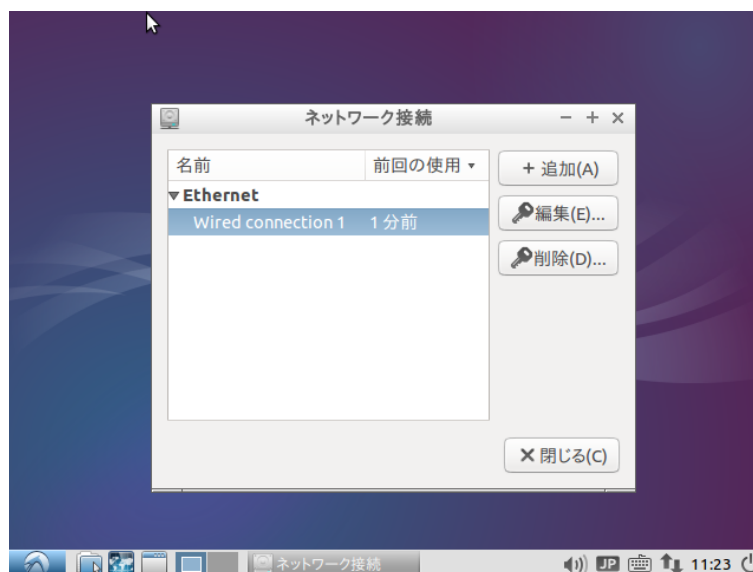 ネットワーク接続
名前 前回の使用
Ethernet
Wired connection 1 1 分前
+ 追加(A)
編集(E)...
削除(D)...
閉じる(C)
ネットワーク接続
JP
11:23